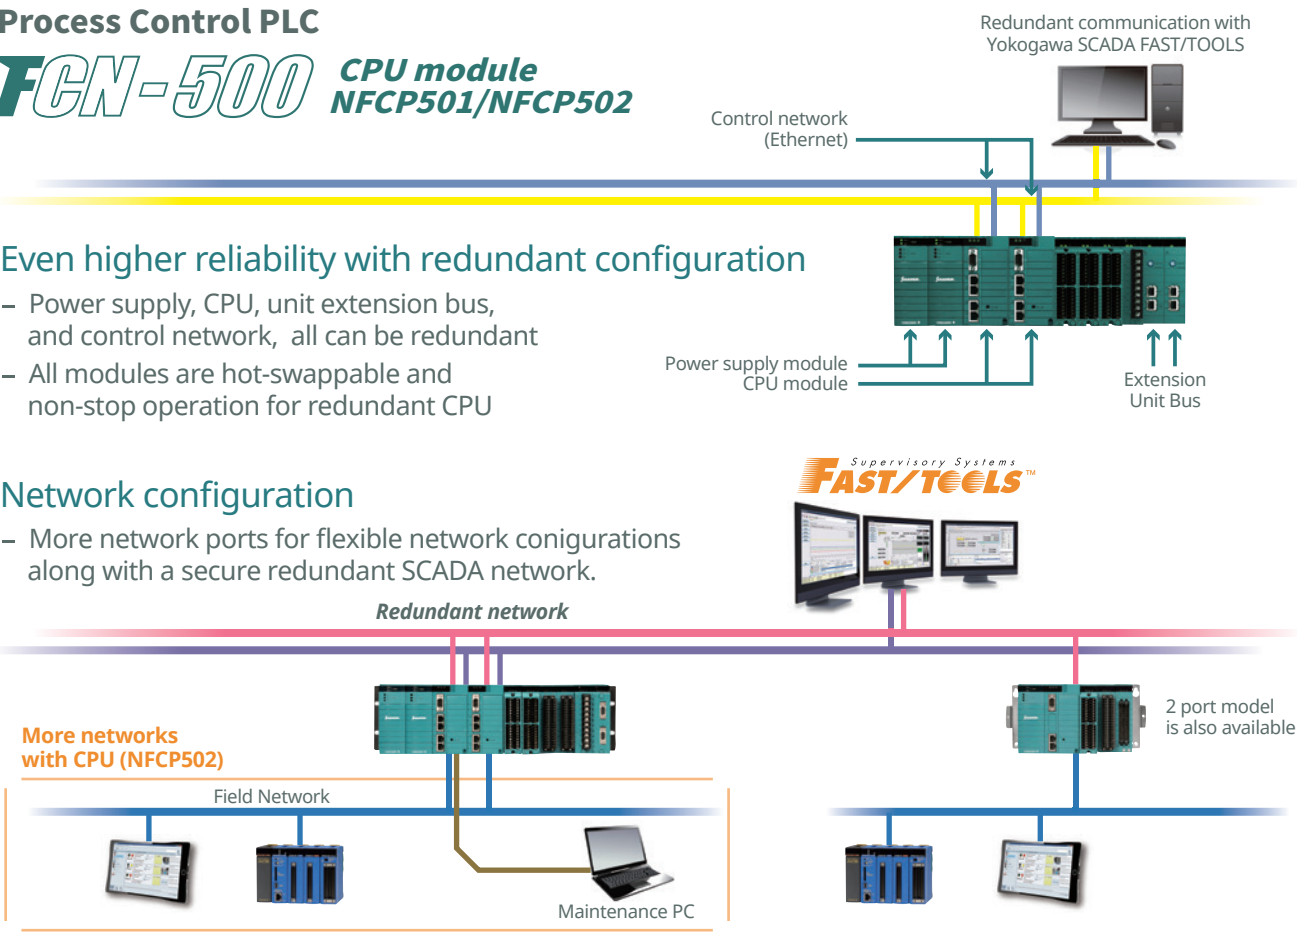 Process Control PLC
FCN-500 CPU module
NFCP501/NFCP502
Redundant communication with
Yokogawa SCADA FAST/TOOLS
Control network
(Ethernet)
Even higher reliability with redundant configuration
– Power supply, CPU, unit extension bus,
and control network, all can be redundant
– All modules are hot-swappable and
non-stop operation for redundant CPU
Power supply module
CPU module
Extension
Unit Bus
Network configuration
– More network ports for flexible network conigurations
along with a secure redundant SCADA network.
Supervisory Systems
FAST/TOOLS™
Redundant network
More networks
with CPU (NFCP502)
2 port model
is also available
Field Network
Maintenance PC